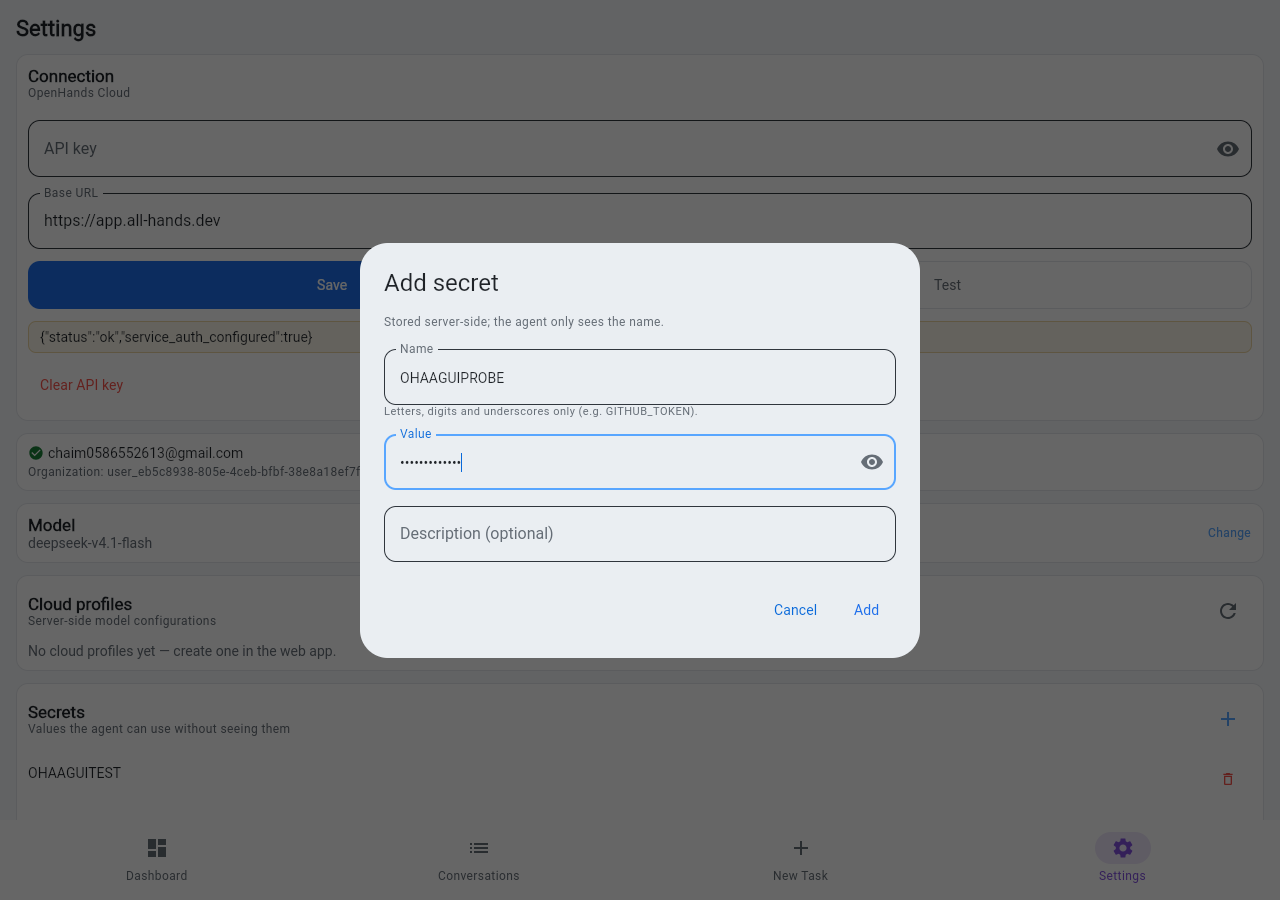 Settings
Connection
OpenHands Cloud
API key
Base URL
https://app.all-hands.dev
Save
Test
{"status":"ok","service_auth_configured":true}
Clear API key
chaim0586552613@gmail.com
Organization: user_eb5c8938-805e-4ceb-bfbf-38e8a18ef7f
Model
deepseek-v4.1-flash
Change
Cloud profiles
Server-side model configurations
No cloud profiles yet — create one in the web app.
Secrets
Values the agent can use without seeing them
OHAAGUITEST
Add secret
Stored server-side; the agent only sees the name.
Name
OHAAGUIPROBE
Letters, digits and underscores only (e.g. GITHUB_TOKEN).
Value
•••••••••••••
Description (optional)
Cancel
Add
Dashboard
Conversations
New Task
Settings